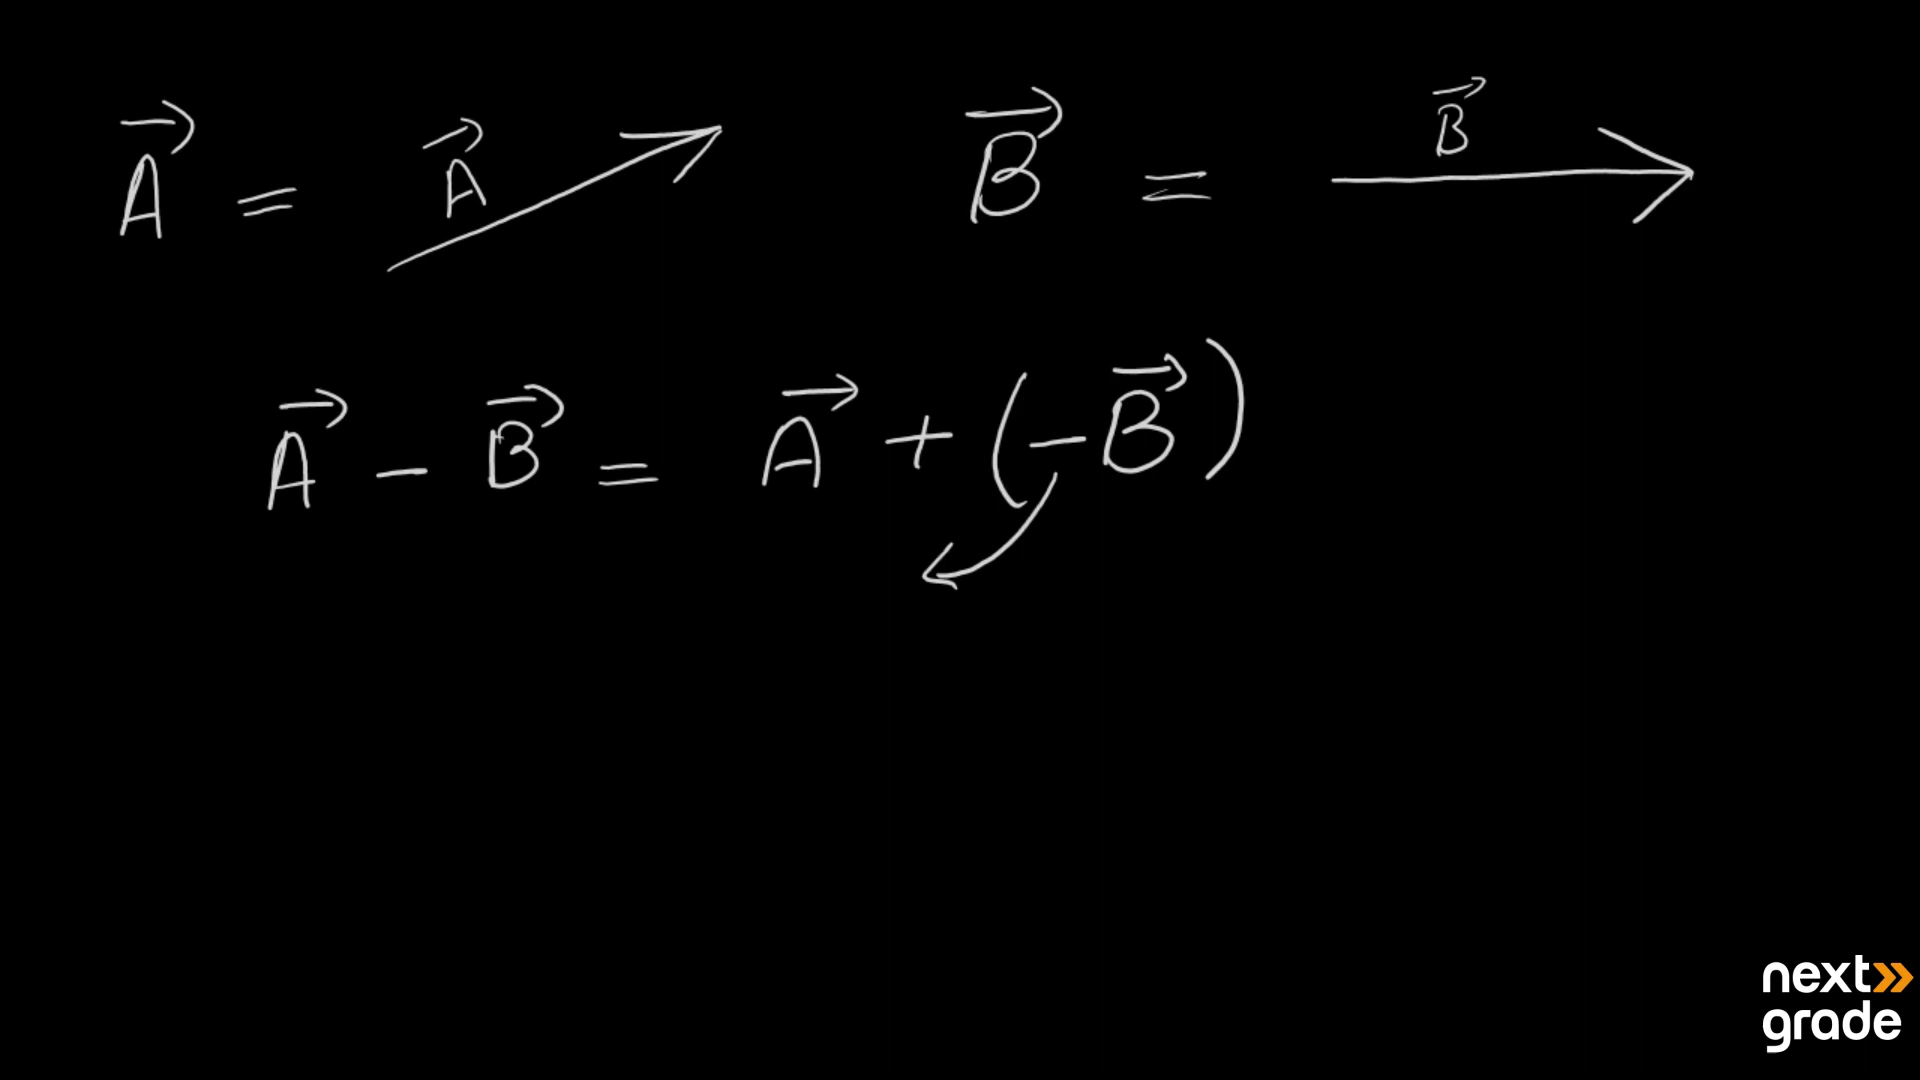 A⃗ = A⃗ B⃗ = B⃗
A⃗ − B⃗ = A⃗ + (−B⃗)
next
grade